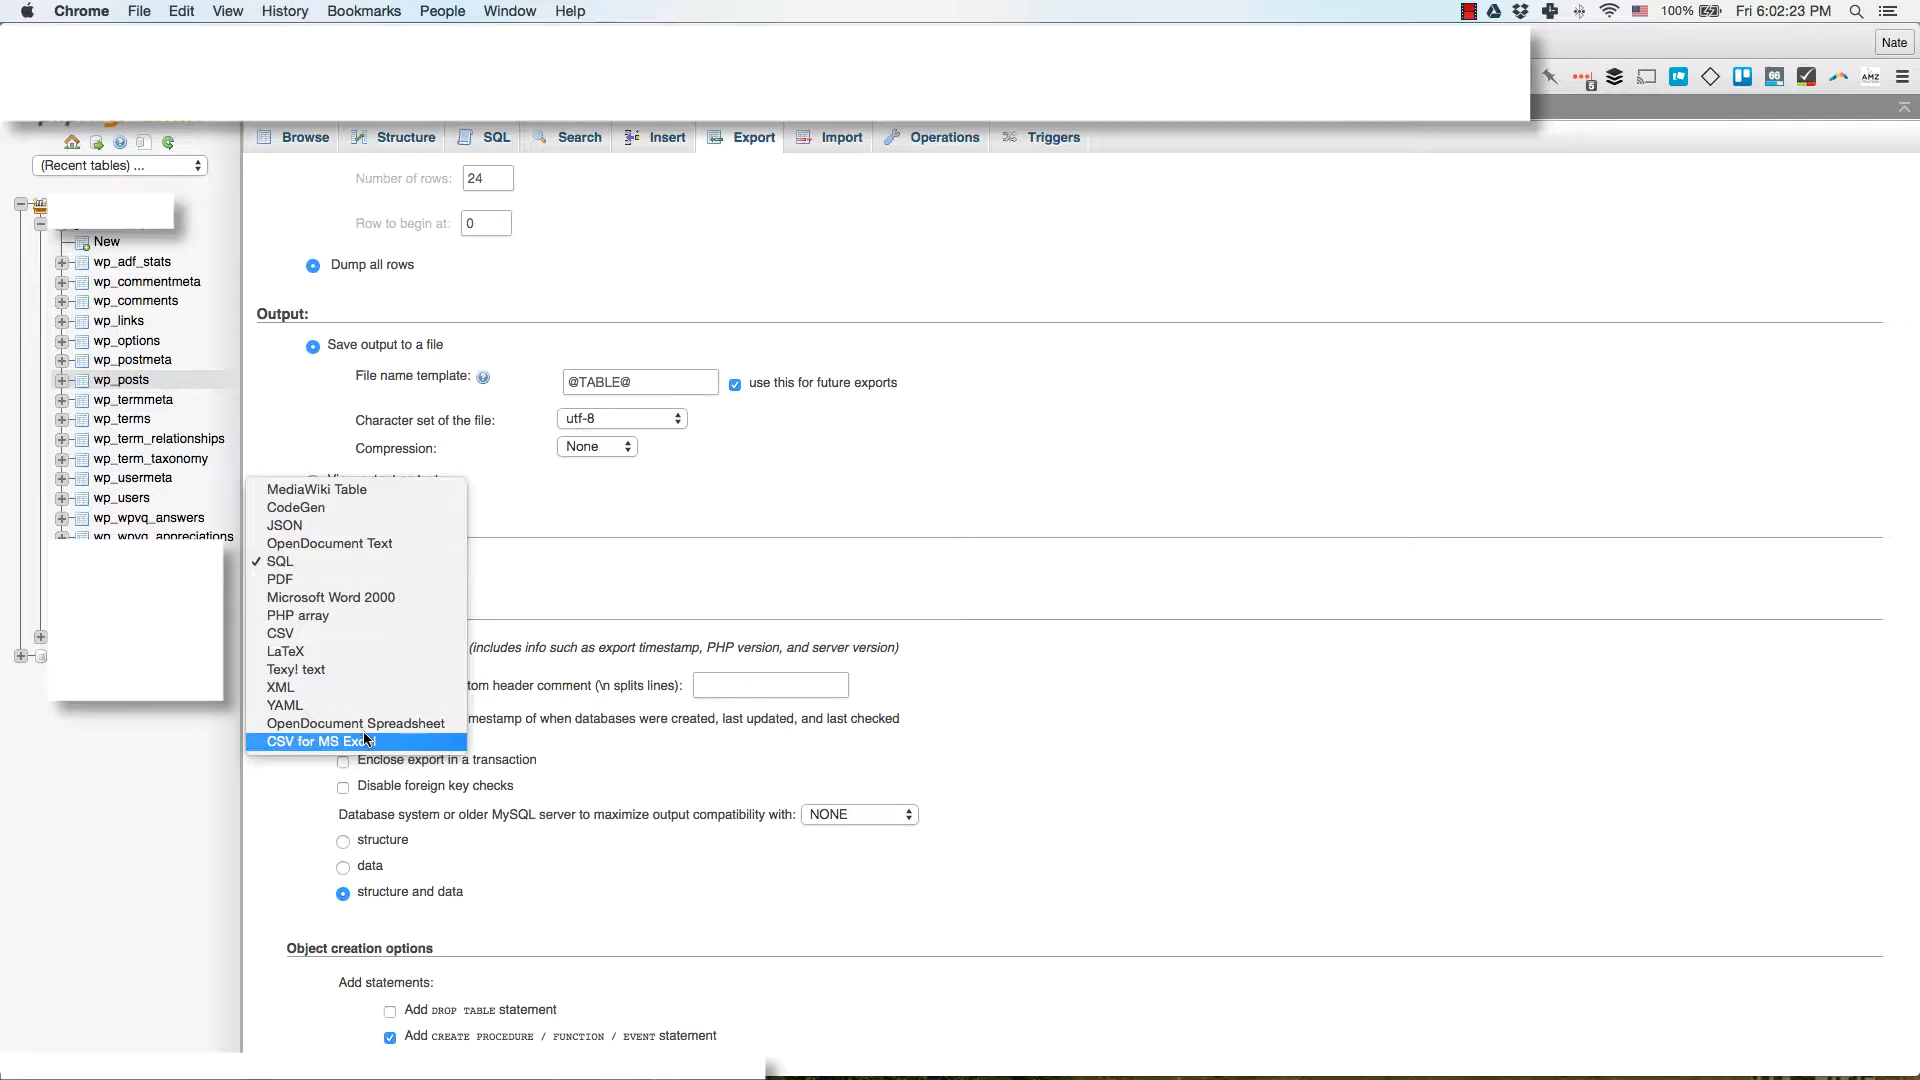 Chrome File Edit View History Bookmarks People Window Help 100% Fri 6:02:23 PM
Nate
6 66 AMZ
Browse Structure SQL Search Insert Export Import Operations Triggers
(Recent tables) ...
New
wp_adf_stats
wp_commentmeta
wp_comments
wp_links
wp_options
wp_postmeta
wp_posts
wp_termmeta
wp_terms
wp_term_relationships
wp_term_taxonomy
wp_usermeta
wp_users
wp_wpvq_answers
wp_wpvq_appreciations
Number of rows: 24
Row to begin at: 0
Dump all rows
Output:
Save output to a file
File name template: @TABLE@ use this for future exports
Character set of the file: utf-8
Compression: None
MediaWiki Table
CodeGen
JSON
OpenDocument Text
✓ SQL
PDF
Microsoft Word 2000
PHP array
CSV
LaTeX
Texy! text
XML
YAML
OpenDocument Spreadsheet
CSV for MS Excel
(includes info such as export timestamp, PHP version, and server version)
tom header comment (\n splits lines):
mestamp of when databases were created, last updated, and last checked
Enclose export in a transaction
Disable foreign key checks
Database system or older MySQL server to maximize output compatibility with: NONE
structure
data
structure and data
Object creation options
Add statements:
Add DROP TABLE statement
Add CREATE PROCEDURE / FUNCTION / EVENT statement